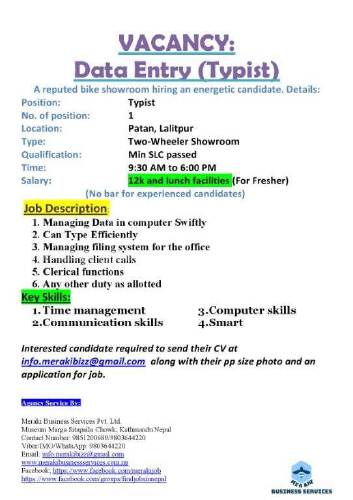 VACANCY:
Data Entry (Typist)
A reputed bike showroom hiring an energetic candidate. Details:
Position: Typist
No. of position: 1
Location: Patan, Lalitpur
Type: Two-Wheeler Showroom
Qualification: Min SLC passed
Time: 9:30 AM to 6:00 PM
Salary: 12k and lunch facilities (For Fresher)
(No bar for experienced candidates)
Job Description:
1. Managing Data in computer Swiftly
2. Can Type Efficiently
3. Managing filing system for the office
4. Handling client calls
5. Clerical functions
6. Any other duty as allotted
Key Skills:
1. Time management 3.Computer skills
2.Communication skills 4.Smart
Interested candidate required to send their CV at
info.merakibizz@gmail.com along with their pp size photo and an
application for job.
Agency Service By:
Meraki Business Services Pvt. Ltd.
Museum Marga Sitapaila Chowk, Kathmandu Nepal
Contact Number: 9851200689/9803644220
Viber/IMO/WhatsApp: 9803644220
Email: info.merakibizz@gmail.com
www.merakibusinessservices.com.np
Facebook: https://www.facebook.com/merakijob
https://www.facebook.com/groups/findjobsinnepal
MERAKI
BUSINESS SERVICES